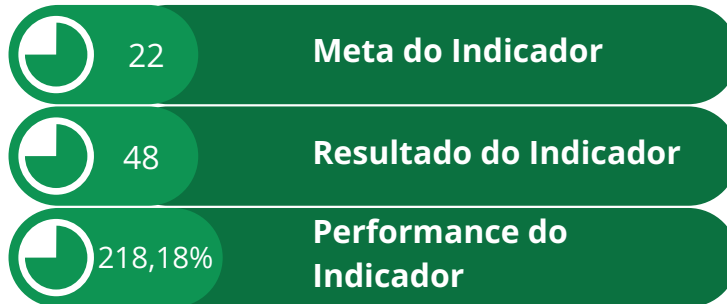 22
Meta do Indicador
48
Resultado do Indicador
218,18%
Performance do
Indicador